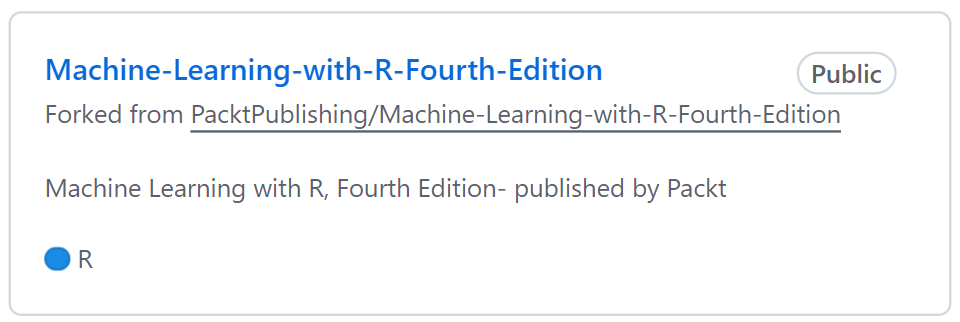 Machine-Learning-with-R-Fourth-Edition
Public
Forked from PacktPublishing/Machine-Learning-with-R-Fourth-Edition
Machine Learning with R, Fourth Edition- published by Packt
R